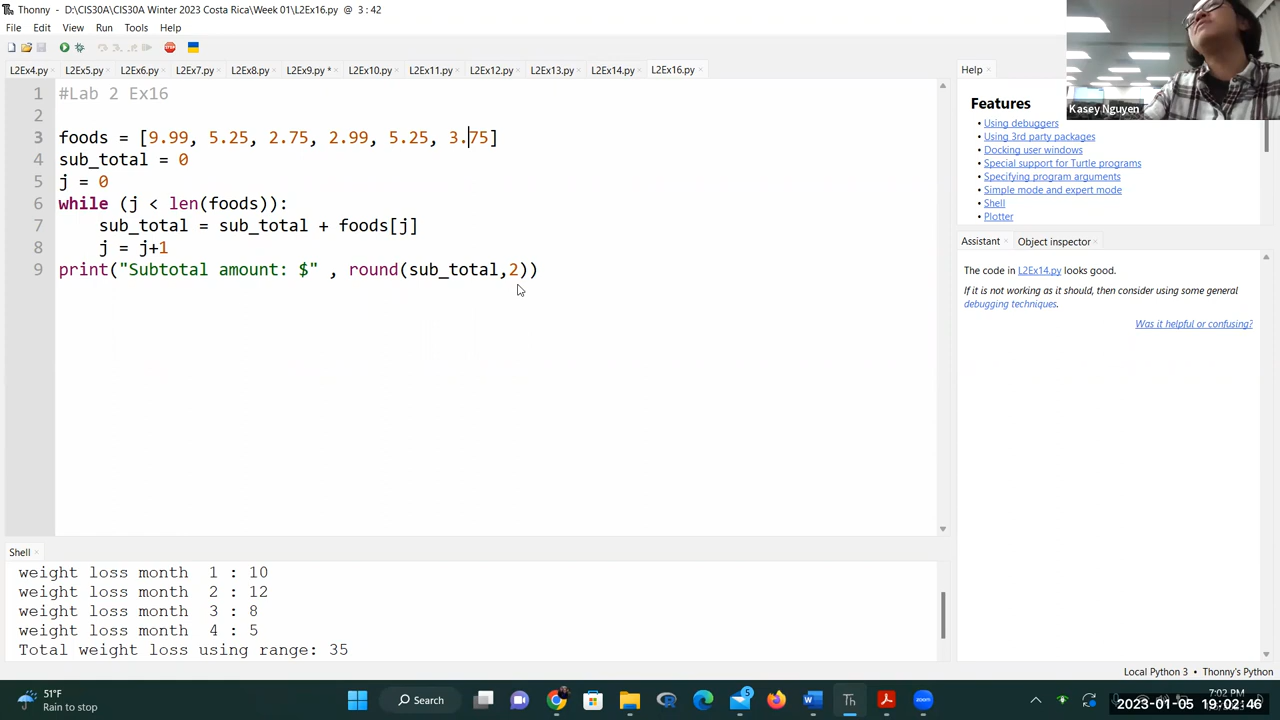 Thonny - D:\CIS30A\CIS30A Winter 2023 Costa Rica\Week 01\L2Ex16.py @ 3 : 42
File Edit View Run Tools Help
L2Ex4.py L2Ex5.py L2Ex6.py L2Ex7.py L2Ex8.py L2Ex9.py * L2Ex10.py L2Ex11.py L2Ex12.py L2Ex13.py L2Ex14.py L2Ex16.py
1 #Lab 2 Ex16
2
3 foods = [9.99, 5.25, 2.75, 2.99, 5.25, 3.75]
4 sub_total = 0
5 j = 0
6 while (j < len(foods)):
7 sub_total = sub_total + foods[j]
8 j = j+1
9 print("Subtotal amount: $" , round(sub_total,2))
Shell
weight loss month 1 : 10
weight loss month 2 : 12
weight loss month 3 : 8
weight loss month 4 : 5
Total weight loss using range: 35
Kasey Nguyen
Help
Features
Using debuggers
Using 3rd party packages
Docking user windows
Special support for Turtle programs
Specifying program arguments
Simple mode and expert mode
Shell
Plotter
Assistant Object inspector
The code in L2Ex14.py looks good.
If it is not working as it should, then consider using some general
debugging techniques.
Was it helpful or confusing?
Local Python 3 • Thonny's Python
51°F
Rain to stop
Search
5
Th
zoom
7:02 PM
2023-01-05 19:02:46